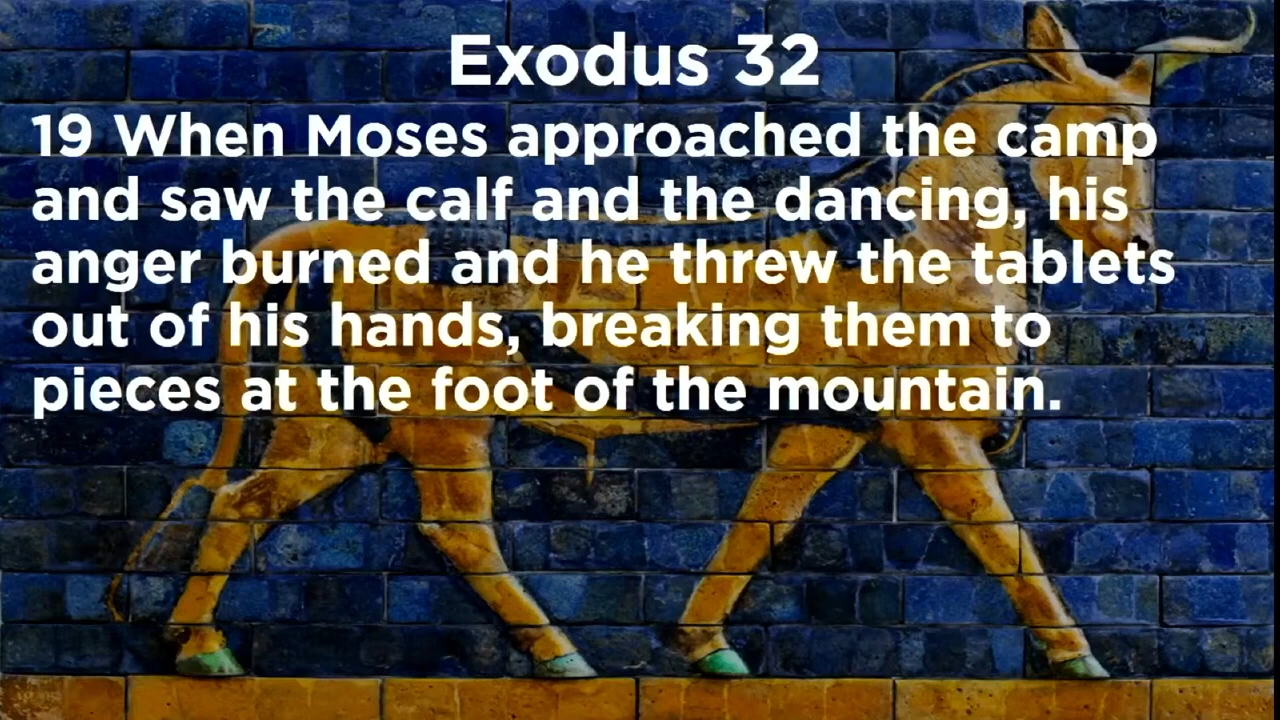 Exodus 32
19 When Moses approached the camp
and saw the calf and the dancing, his
anger burned and he threw the tablets
out of his hands, breaking them to
pieces at the foot of the mountain.